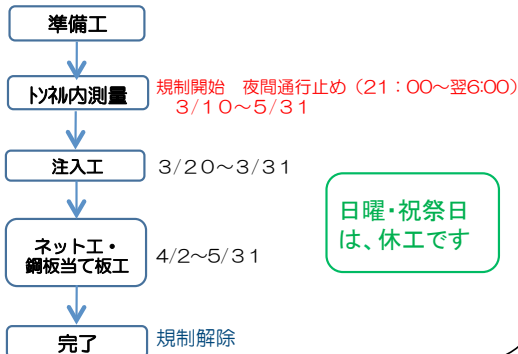 準備工
トンネル内測量
規制開始　夜間通行止め（21：00～翌6:00）
3/10～5/31
注入工
3/20～3/31
日曜・祝祭日
は、休工です
ネット工・
鋼板当て板工
4/2～5/31
完了
規制解除